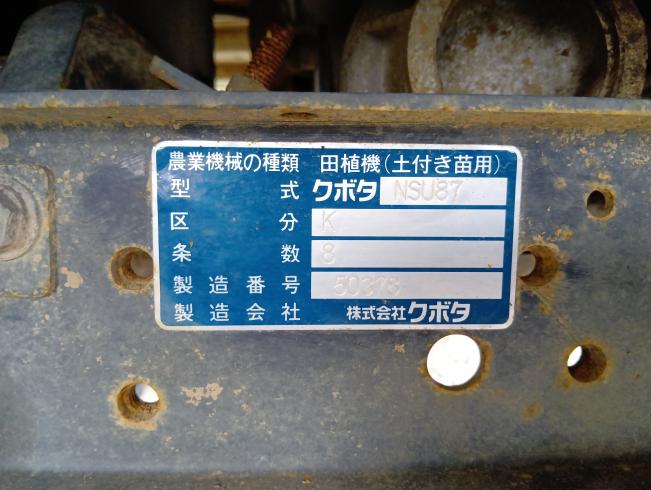 農業機械の種類 田植機(土付き苗用)
型式 クボタ NSU87
区分 K
条数 8
製造番号 50373
製造会社 株式会社クボタ